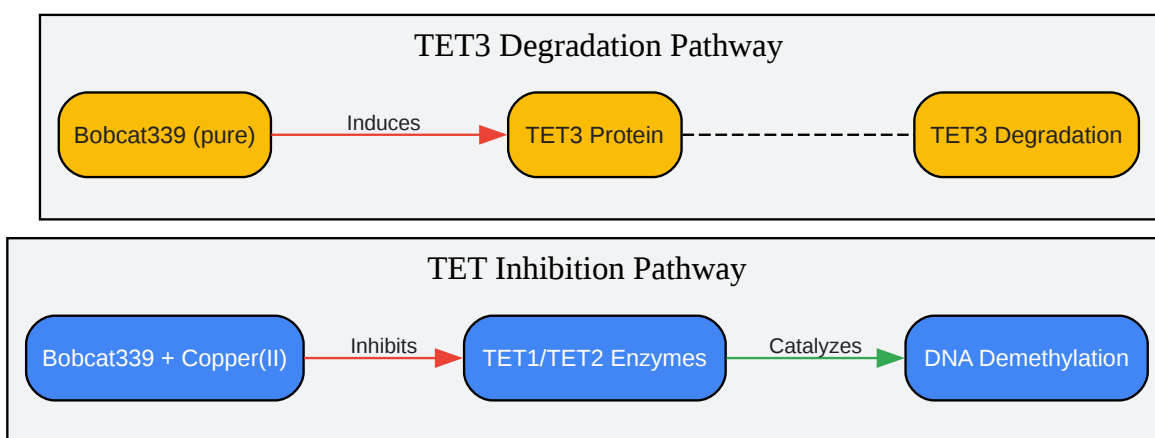 TET3 Degradation Pathway
Bobcat339 (pure)
Induces
TET3 Protein
TET3 Degradation
TET Inhibition Pathway
Bobcat339 + Copper(II)
Inhibits
TET1/TET2 Enzymes
Catalyzes
DNA Demethylation